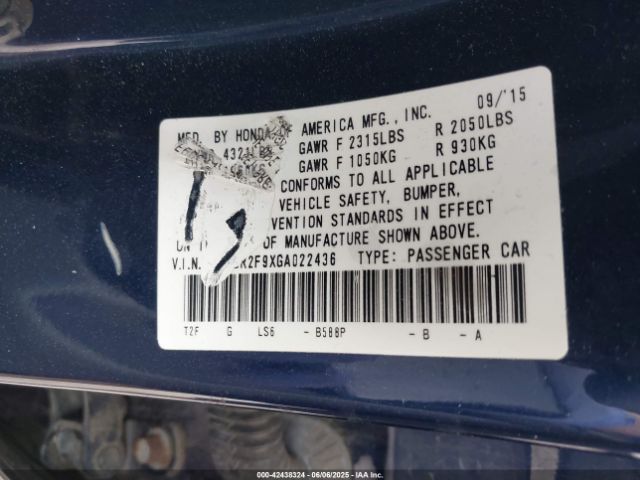 MFD. BY HONDA OF AMERICA MFG., INC. 09/'15
4321LBS GAWR F 2315LBS R 2050LBS
GAWR F 1050KG R 930KG
CONFORMS TO ALL APPLICABLE
VEHICLE SAFETY, BUMPER,
VENTION STANDARDS IN EFFECT
OF MANUFACTURE SHOWN ABOVE.
V.I.N. R2F9XGA022436 TYPE: PASSENGER CAR
T2F G LS6 -B588P -B -A
000-42438324 | 06/06/2025 | IAA Inc.